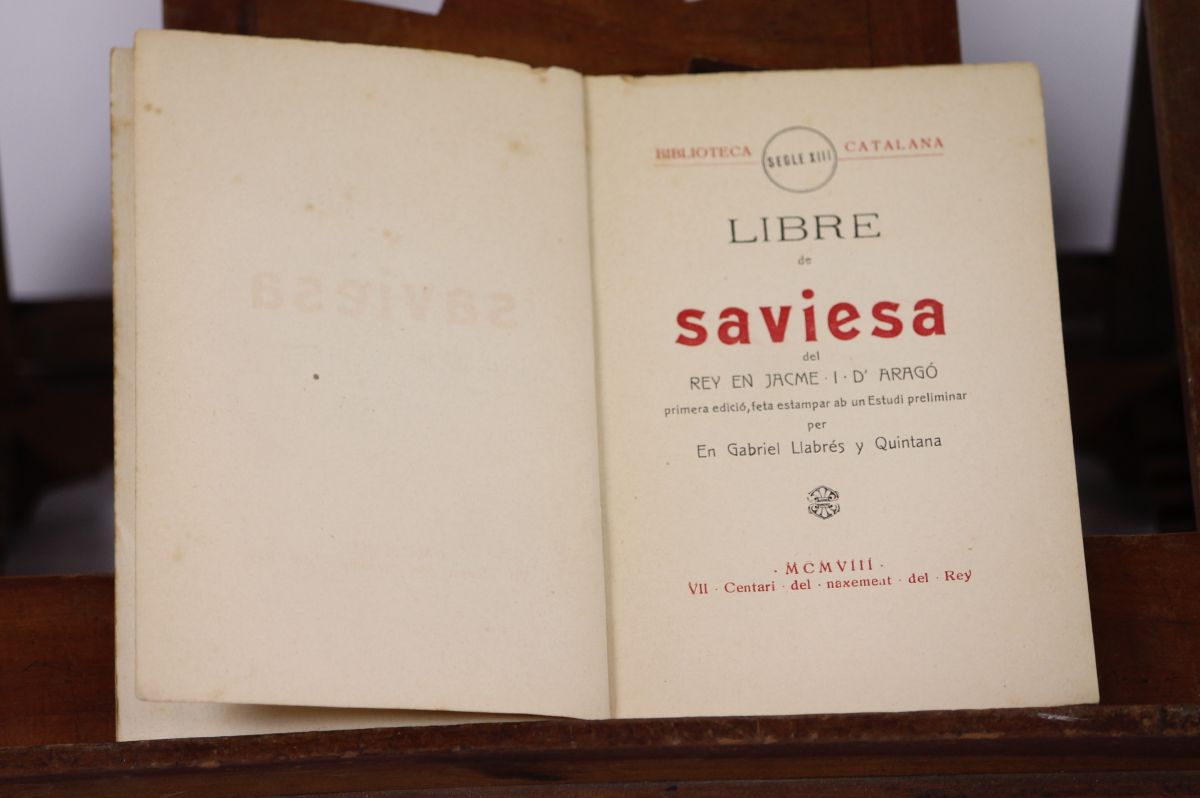 BIBLIOTECA SEGLE XIII CATALANA
LIBRE
de
saviesa
del
REY EN JACME · I · D' ARAGÓ
primera edició, feta estampar ab un Estudi preliminar
per
En Gabriel Llabrés y Quintana
· MCMVIII ·
VII · Centari · del · naxement · del · Rey
saviesa